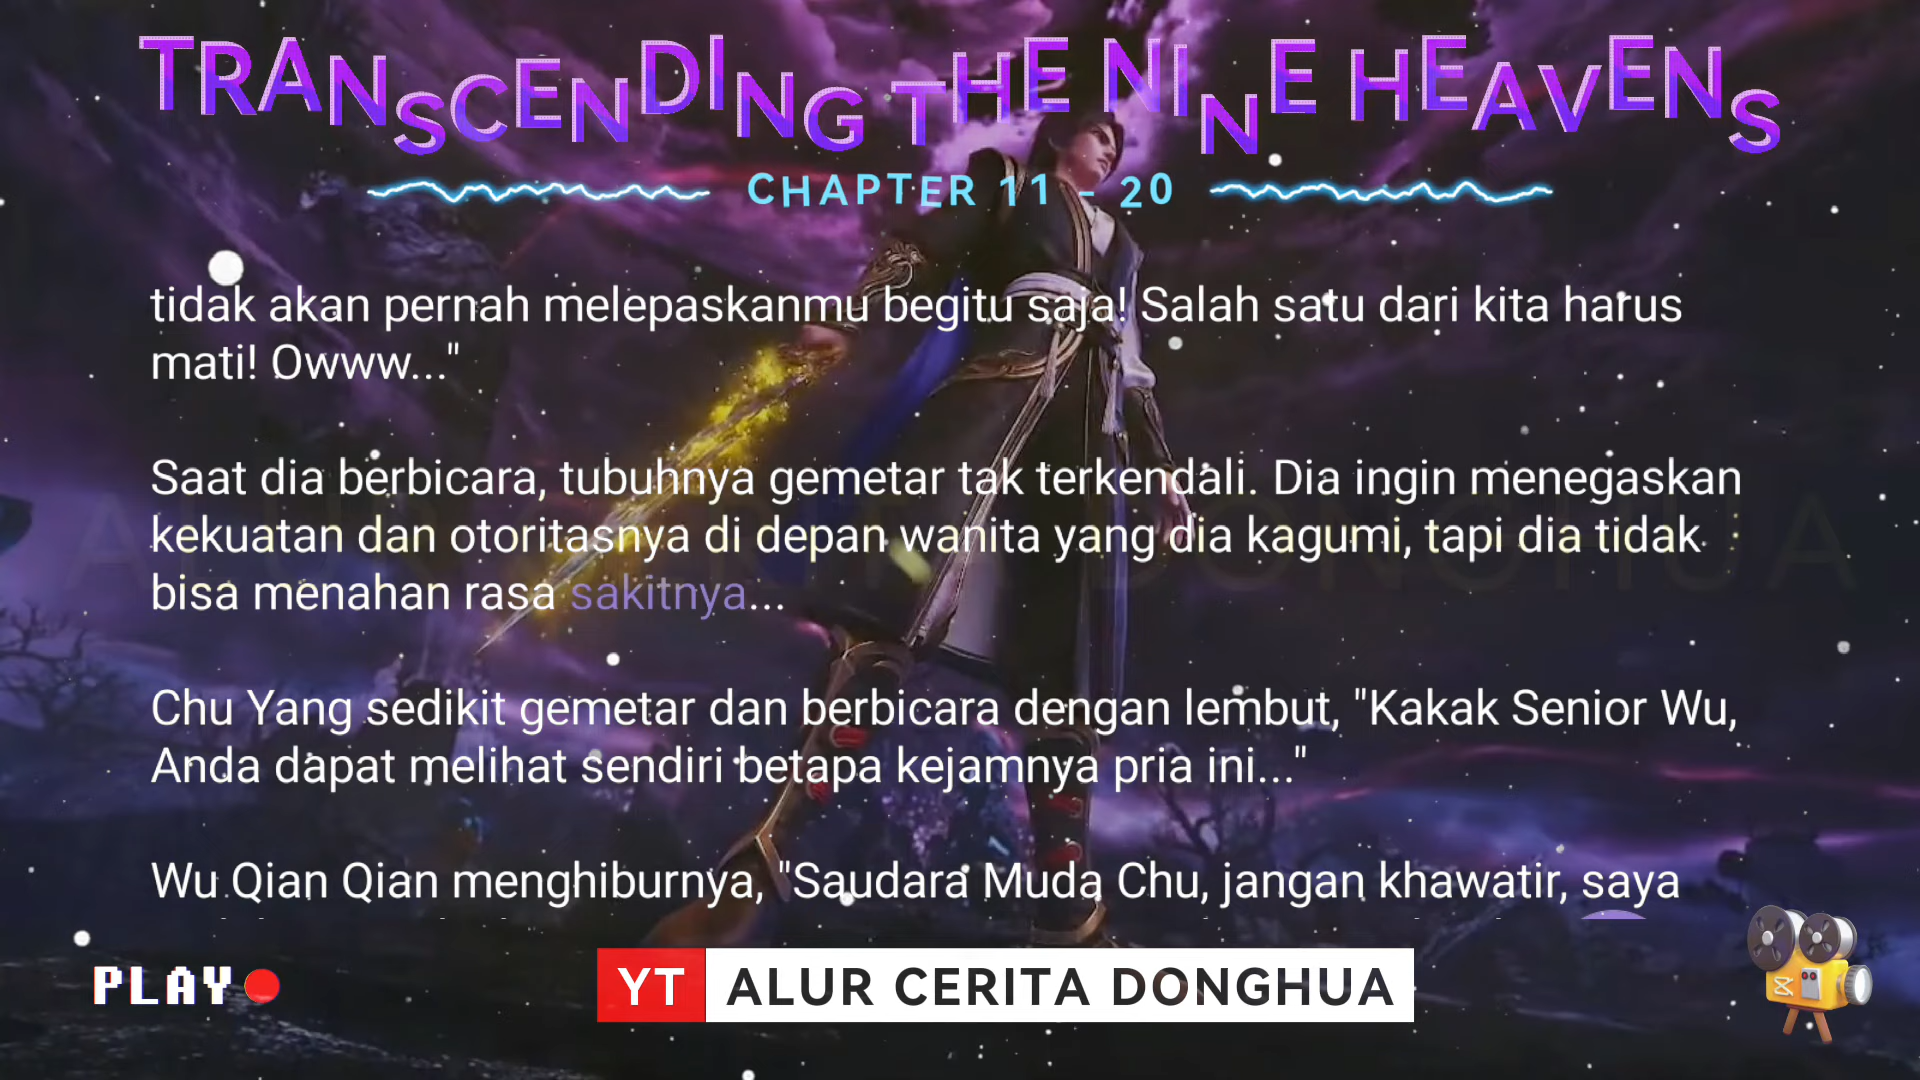 TRANSCENDING THE NINE HEAVENS
CHAPTER 11 - 20
tidak akan pernah melepaskanmu begitu saja! Salah satu dari kita harus
mati! Owww..."
Saat dia berbicara, tubuhnya gemetar tak terkendali. Dia ingin menegaskan
kekuatan dan otoritasnya di depan wanita yang dia kagumi, tapi dia tidak
bisa menahan rasa sakitnya...
Chu Yang sedikit gemetar dan berbicara dengan lembut, "Kakak Senior Wu,
Anda dapat melihat sendiri betapa kejamnya pria ini..."
Wu Qian Qian menghiburnya, "Saudara Muda Chu, jangan khawatir, saya
PLAY
YT ALUR CERITA DONGHUA